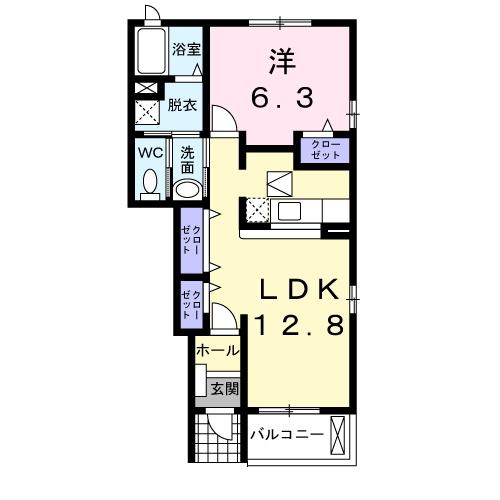 浴室
洋
6.3
脱衣
WC
洗
面
クロー
ゼット
クロー
ゼット
LDK
12.8
クロー
ゼット
ホール
玄関
バルコニー